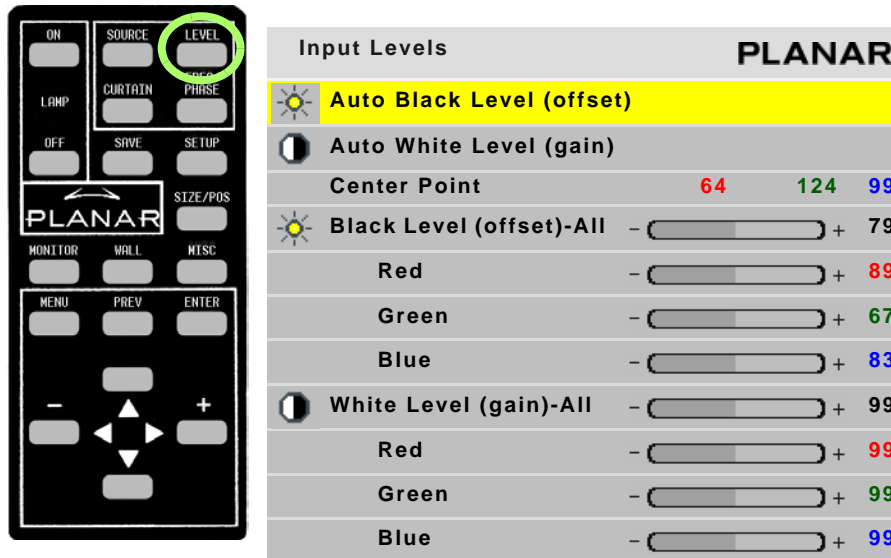 ON SOURCE LEVEL
FREQ
LAMP CURTAIN PHASE
OFF SAVE SETUP
PLANAR SIZE/POS
MONITOR WALL MISC
MENU PREV ENTER
− +
Input Levels PLANAR
Auto Black Level (offset)
Auto White Level (gain)
Center Point 64 124 99
Black Level (offset)-All − + 79
Red − + 89
Green − + 67
Blue − + 83
White Level (gain)-All − + 99
Red − + 99
Green − + 99
Blue − + 99